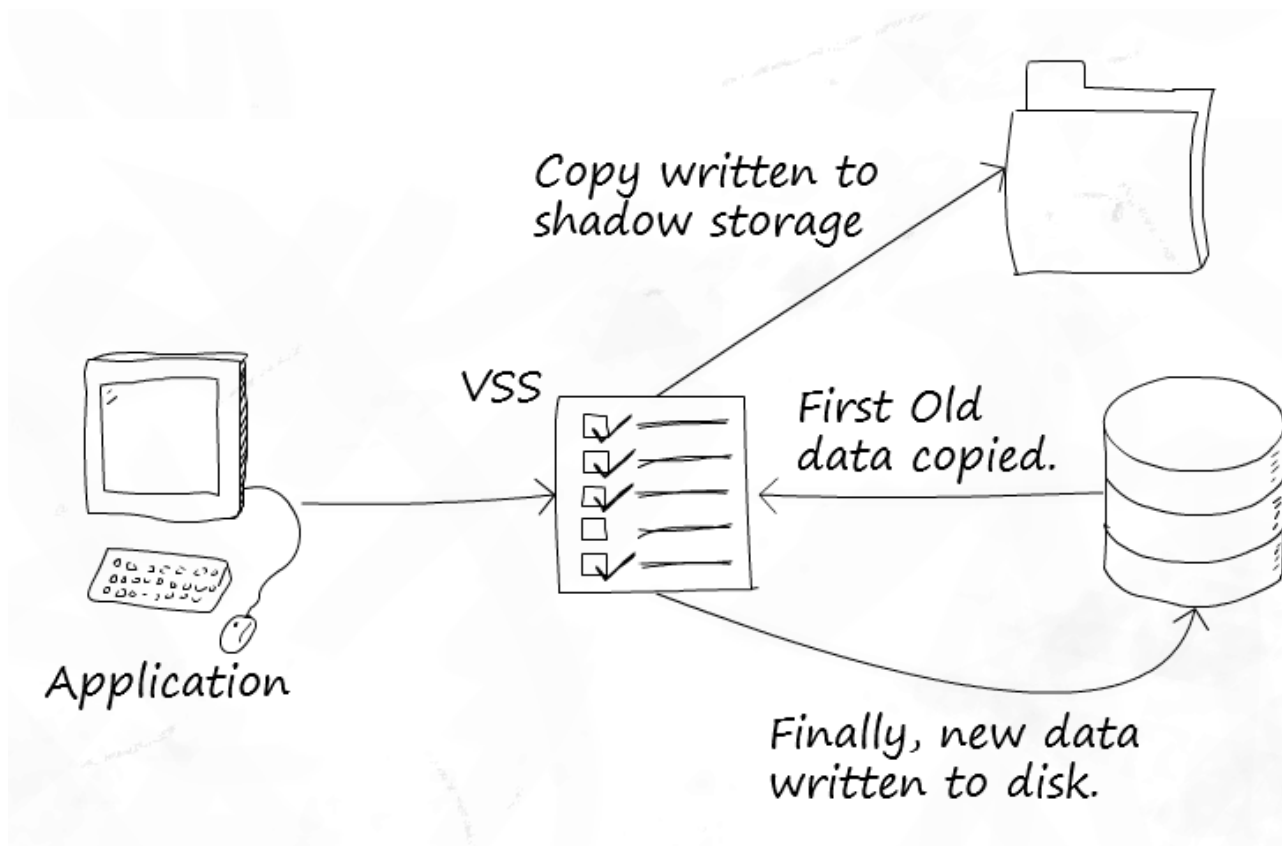 Copy written to
shadow storage
VSS
First Old
data copied.
Application
Finally, new data
written to disk.